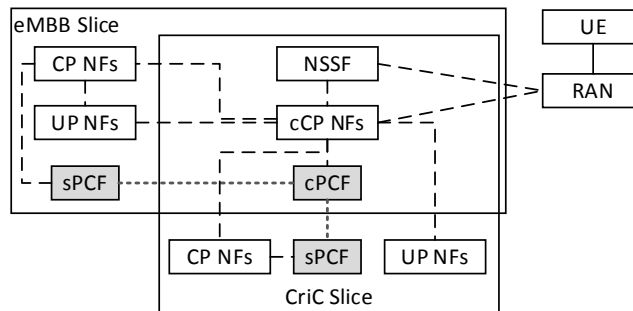 eMBB Slice
UE
CP NFs
NSSF
RAN
UP NFs
cCP NFs
sPCF
cPCF
CP NFs
sPCF
UP NFs
CriC Slice